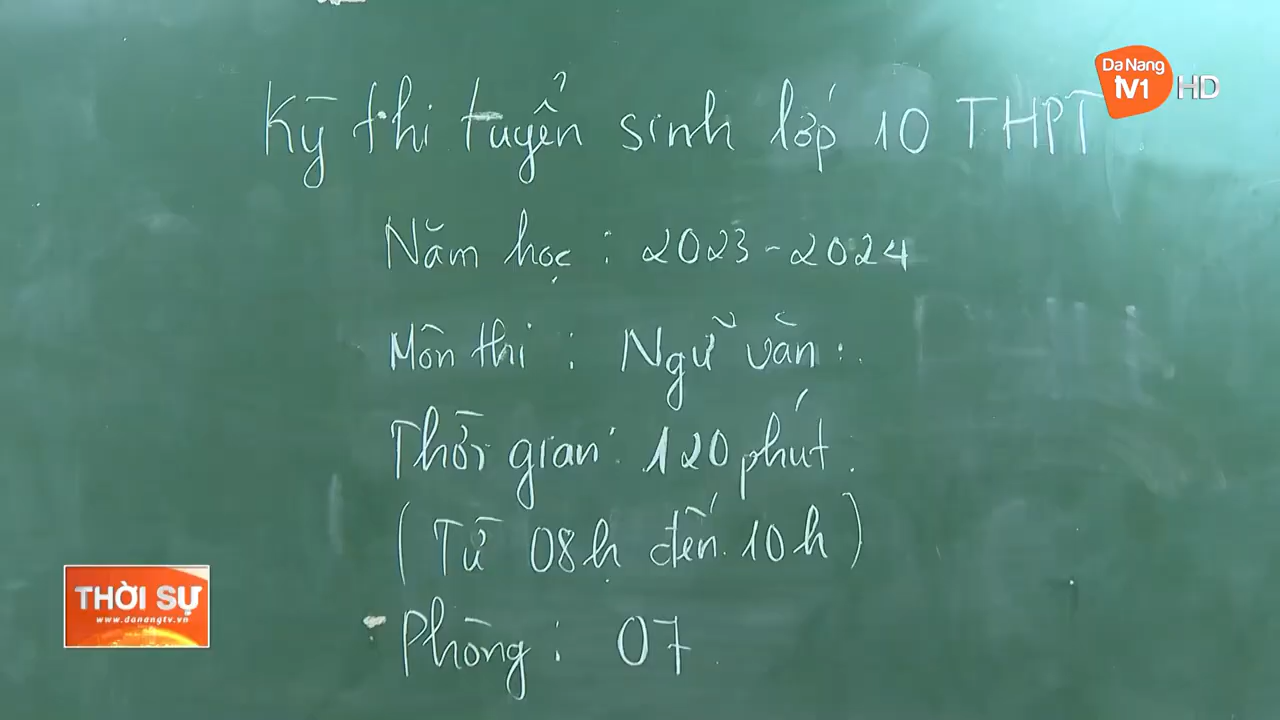 Da Nang
TV1 HD
Kỳ thi tuyển sinh lớp 10 THPT
Năm học : 2023 - 2024
Môn thi : Ngữ văn :.
Thời gian : 120 phút.
( Từ 08h đến 10h )
Phòng : 07
THỜI SỰ
www.danangtv.vn